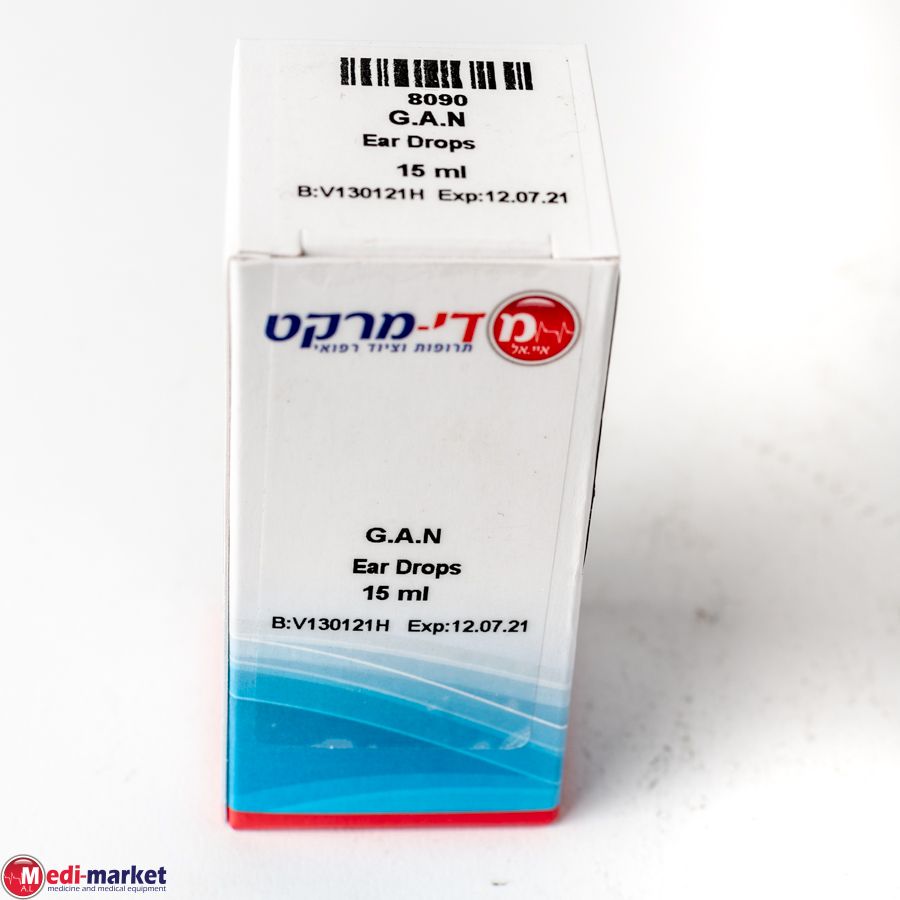 8090
G.A.N
Ear Drops
15 ml
B:V130121H Exp:12.07.21
מדי-מרקט
תרופות וציוד רפואי
איי.אל
G.A.N
Ear Drops
15 ml
B:V130121H Exp:12.07.21
Medi-market
A.L
medicine and medical equipment